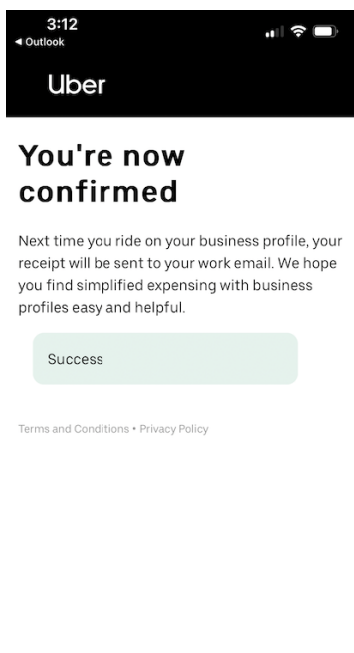 3:12
◀ Outlook
Uber
You're now
confirmed
Next time you ride on your business profile, your
receipt will be sent to your work email. We hope
you find simplified expensing with business
profiles easy and helpful.
Success
Terms and Conditions • Privacy Policy